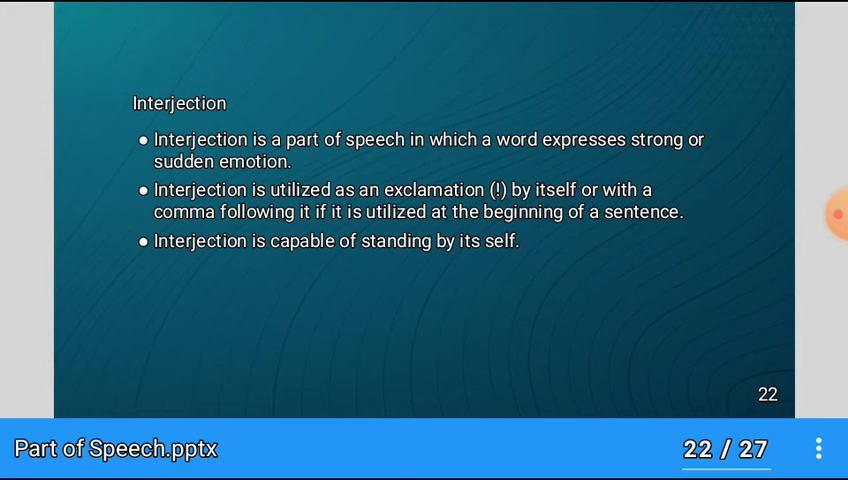 Interjection
● Interjection is a part of speech in which a word expresses strong or
sudden emotion.
● Interjection is utilized as an exclamation (!) by itself or with a
comma following it if it is utilized at the beginning of a sentence.
● Interjection is capable of standing by its self.
22
Part of Speech.pptx
22 / 27